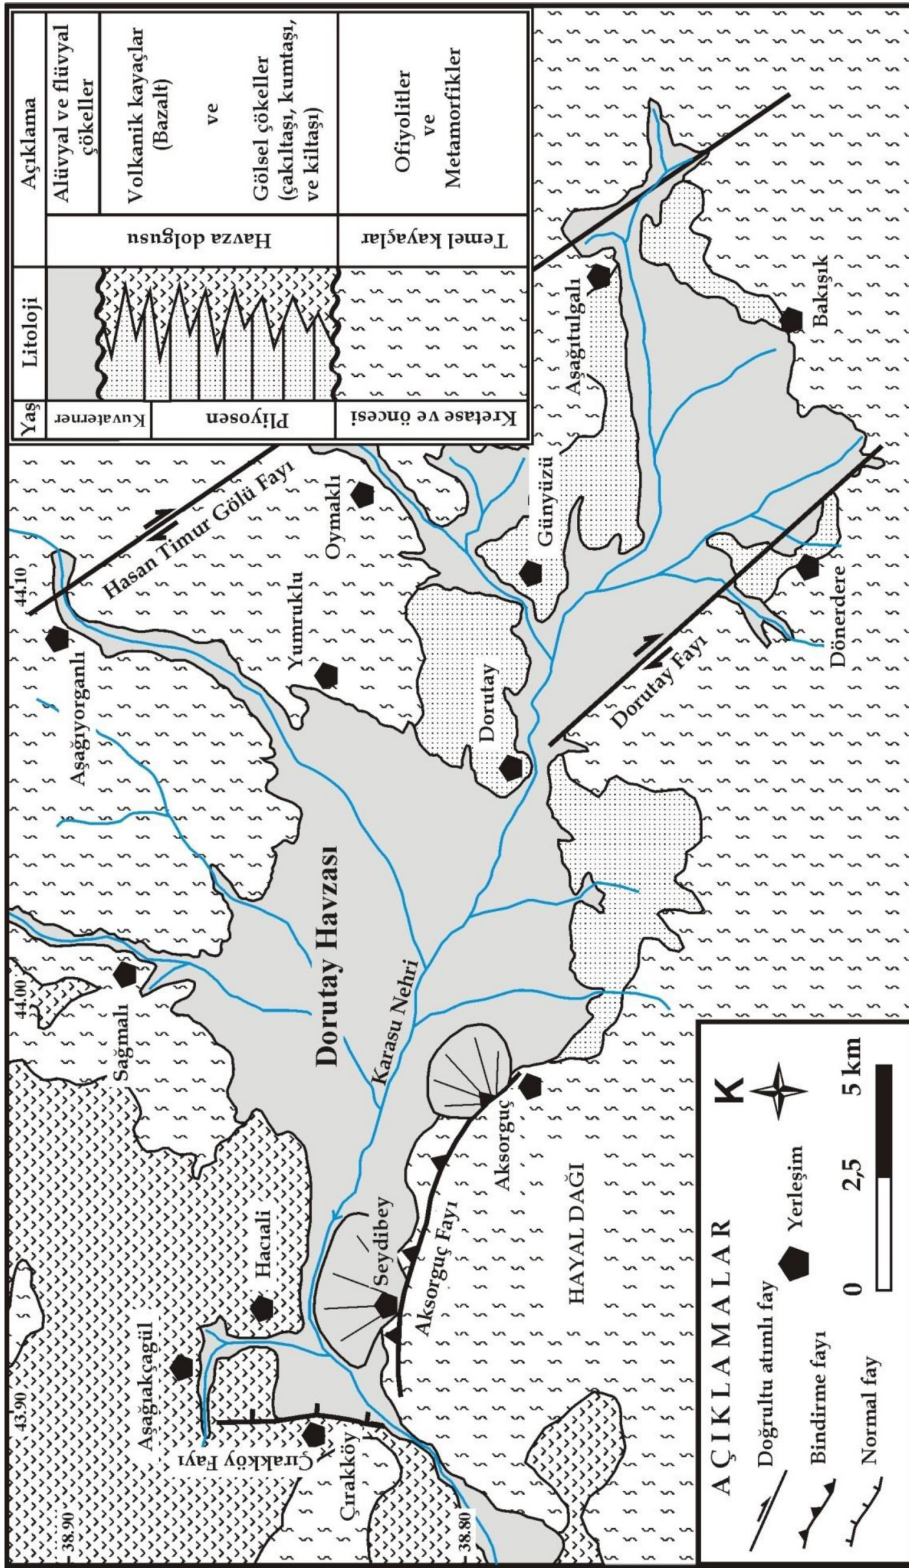 Yaş
Litoloji
Açıklama
Kuvaterner
Pliyosen
Kretase ve öncesi
Havza dolgusu
Temel kayaçlar
Alüvyal ve flüvyal
çökeller
Volkanik kayaçlar
(Bazalt)
ve
Gölsel çökeller
(çakıltaşı, kumtaşı,
ve kiltaşı)
Ofiyolitler
ve
Metamorfikler
38.90
38.80
43.90
44.00
44.10
Aşağıyorganlı
Hasan Timur Gölü Fayı
Oymaklı
Yumruklu
Sağmalı
Dorutay Havzası
Karasu Nehri
Dorutay
Günyüzü
Aşağıtulgalı
Bakışık
Dönerdere
Dorutay Fayı
Aşağıakçagül
Hacıali
Seydibey
Çırakköy Fayı
Çırakköy
Aksorguç Fayı
Aksorguç
HAYAL DAĞI
AÇIKLAMALAR
K
Doğrultu atımlı fay
Bindirme fayı
Normal fay
Yerleşim
0
2,5
5 km